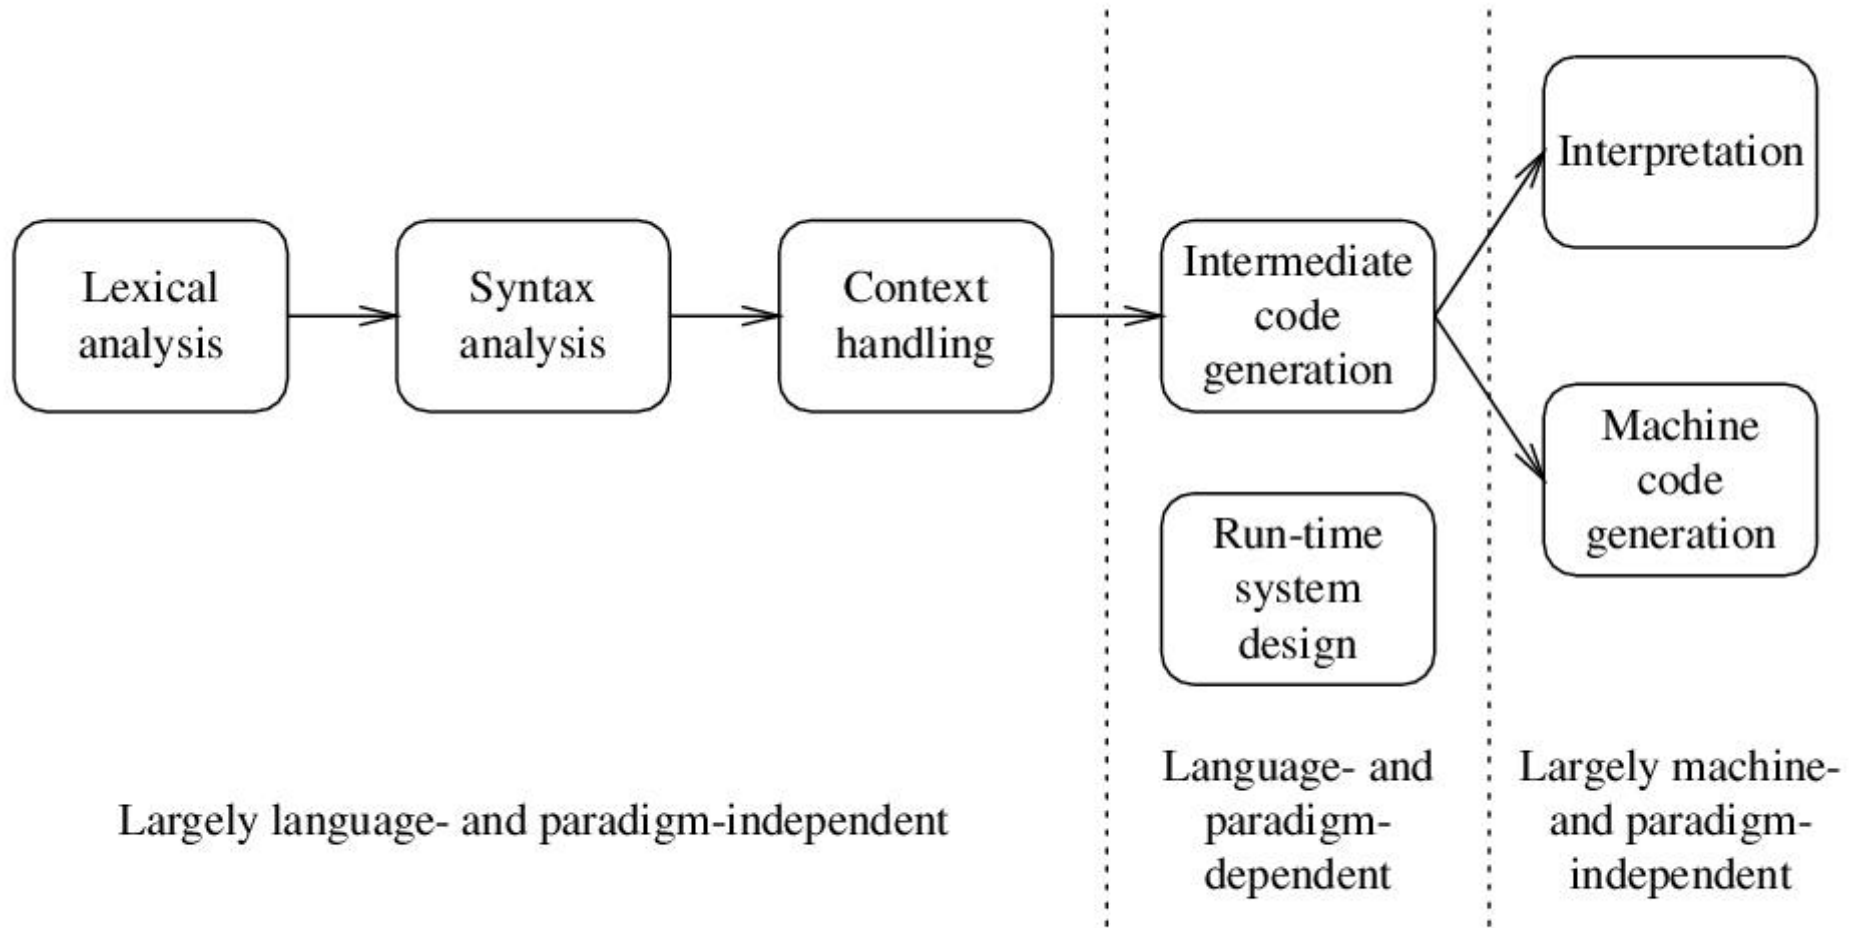 Lexical
analysis
Syntax
analysis
Context
handling
Intermediate
code
generation
Interpretation
Machine
code
generation
Run-time
system
design
Largely language- and paradigm-independent
Language- and
paradigm-
dependent
Largely machine-
and paradigm-
independent